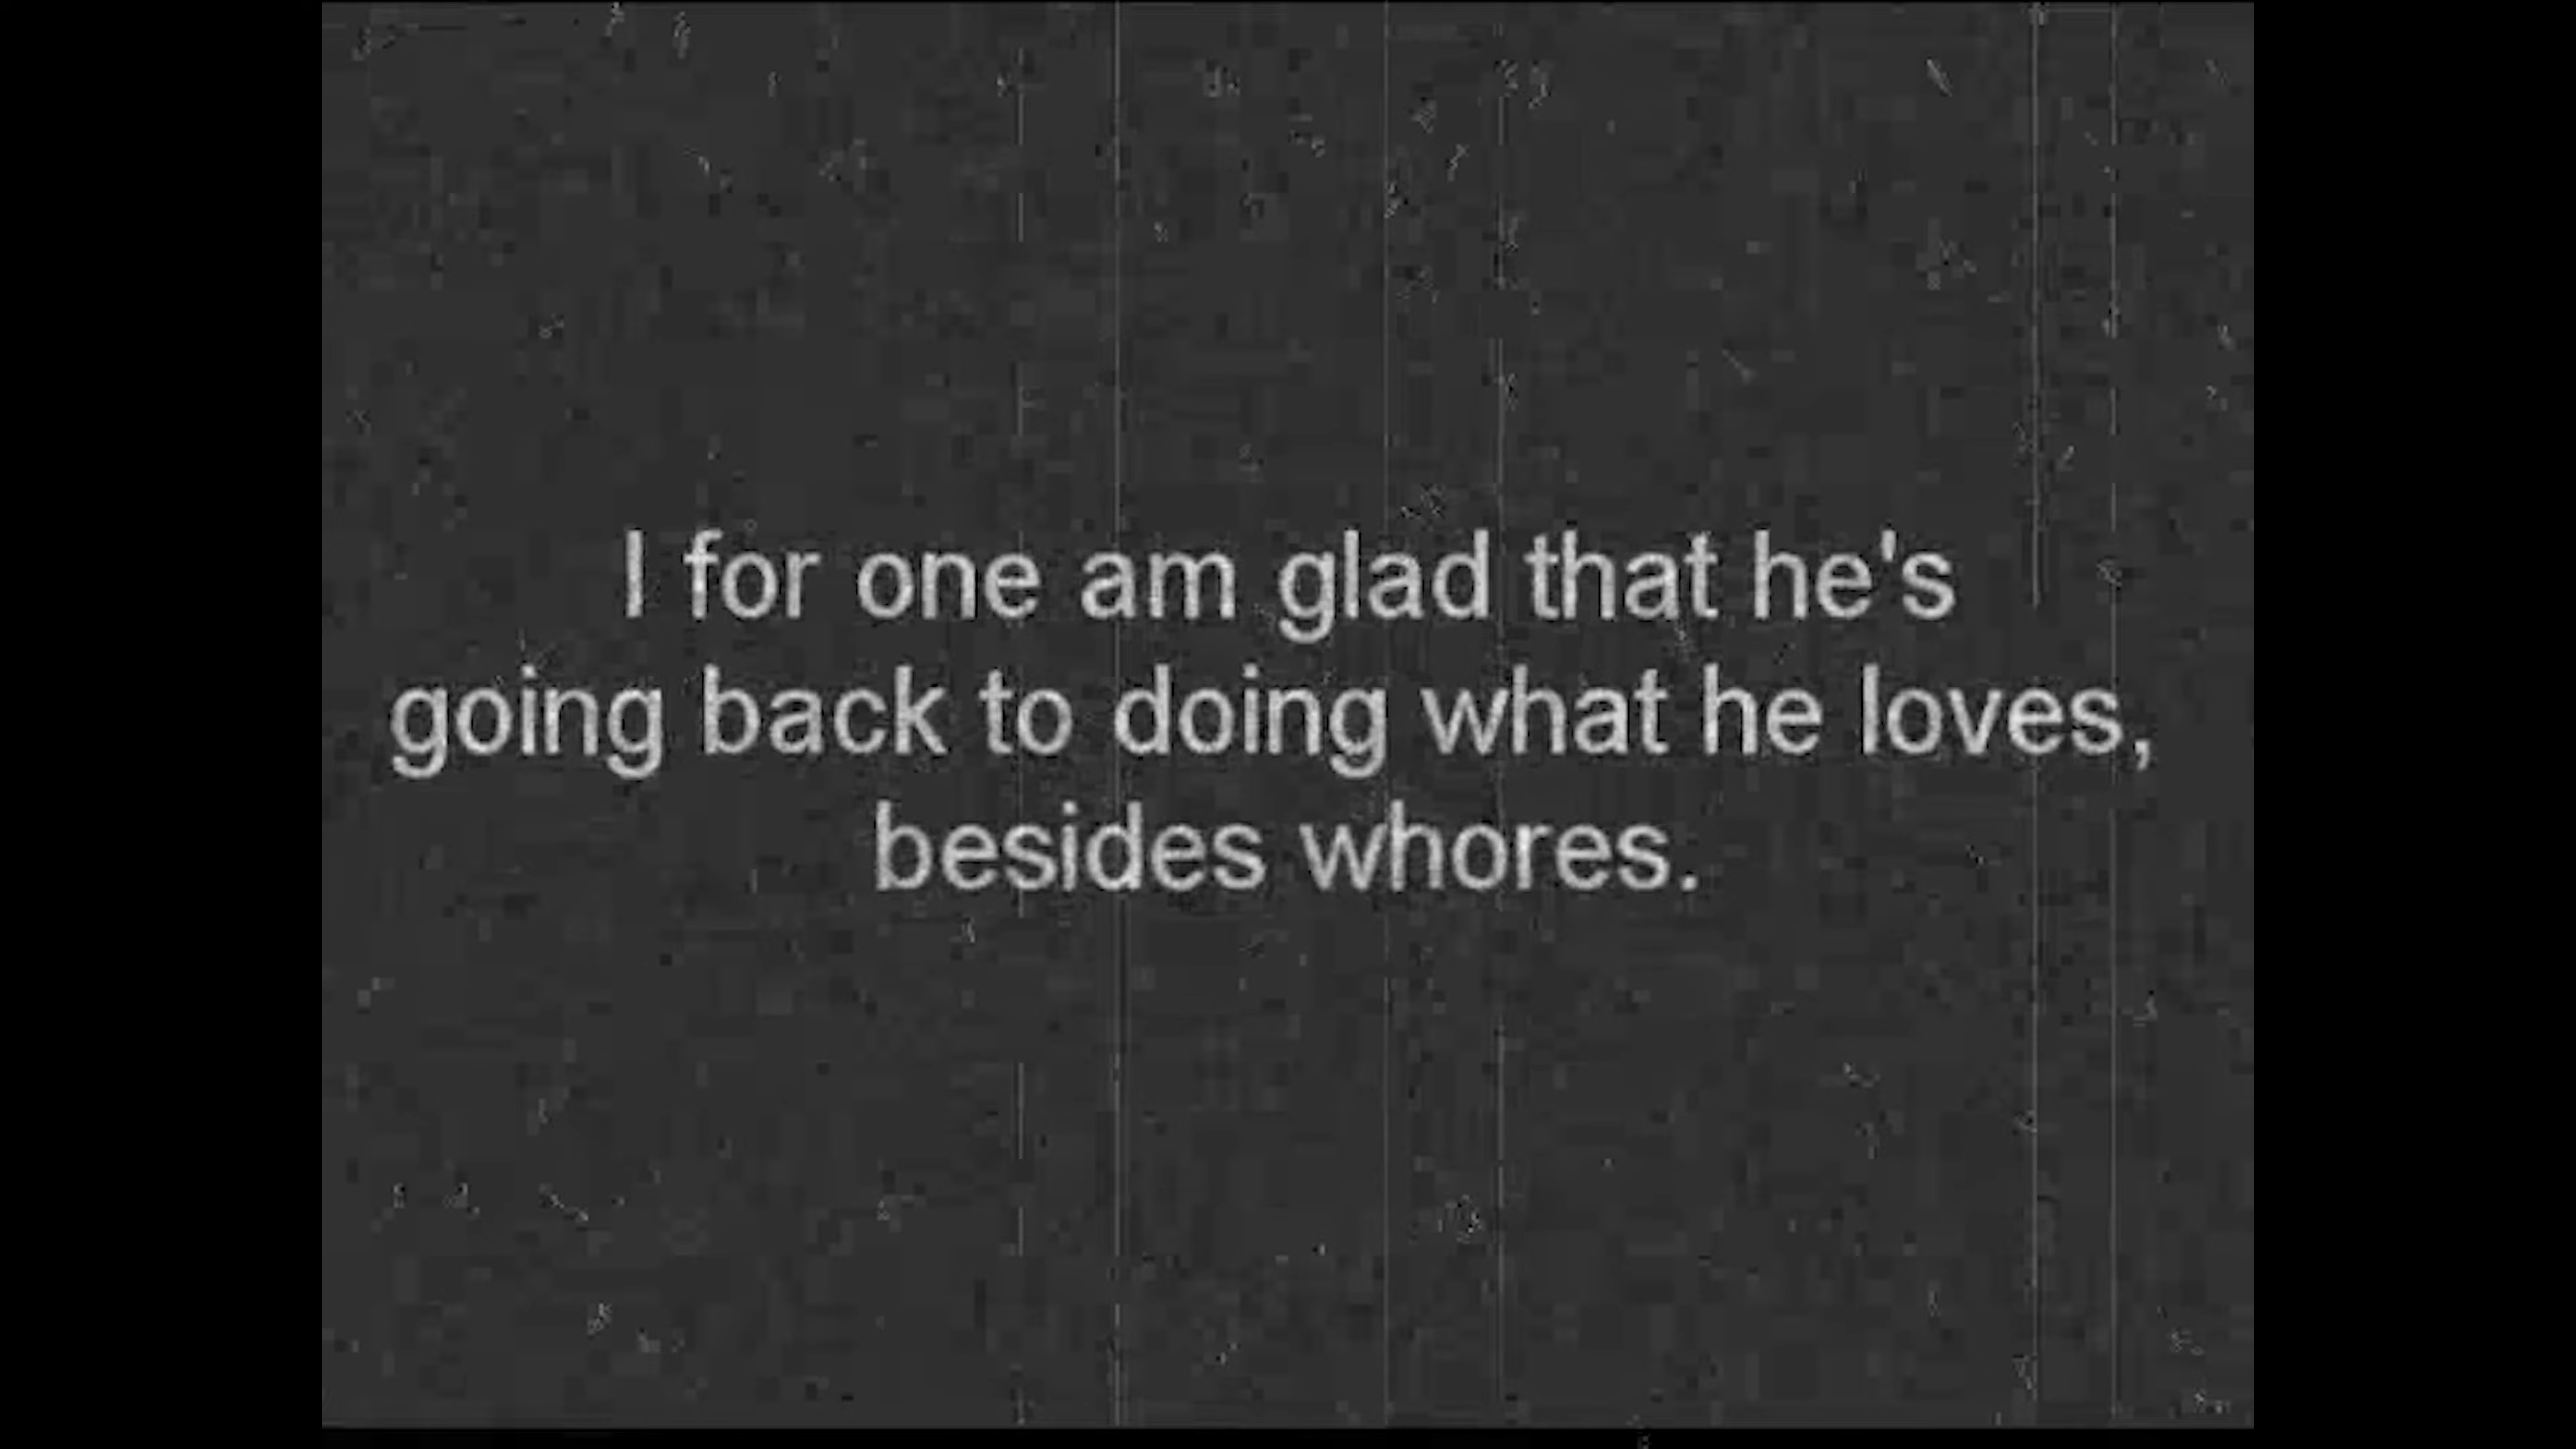 I for one am glad that he's
going back to doing what he loves,
besides whores.